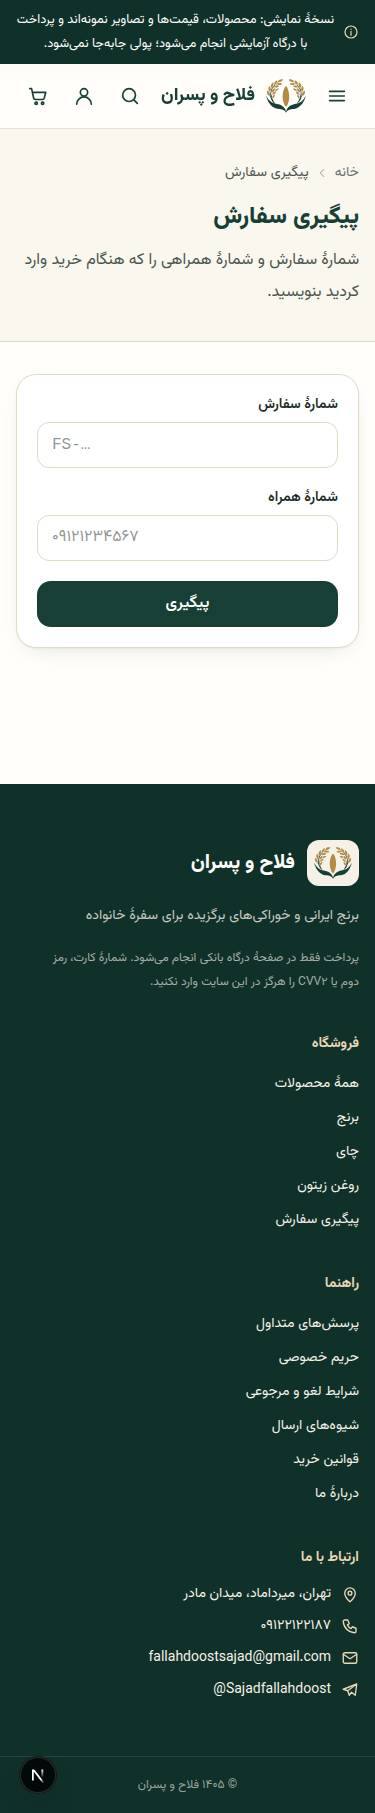 نسخهٔ نمایشی: محصولات، قیمت‌ها و تصاویر نمونه‌اند و پرداخت
با درگاه آزمایشی انجام می‌شود؛ پولی جابه‌جا نمی‌شود.
فلاح و پسران
خانه › پیگیری سفارش
پیگیری سفارش
شمارهٔ سفارش و شمارهٔ همراهی را که هنگام خرید وارد
کردید بنویسید.
شمارهٔ سفارش
FS-...
شمارهٔ همراه
۰۹۱۲۱۲۳۴۵۶۷
پیگیری
فلاح و پسران
برنج ایرانی و خوراکی‌های برگزیده برای سفرهٔ خانواده
پرداخت فقط در صفحهٔ درگاه بانکی انجام می‌شود. شمارهٔ کارت، رمز
دوم یا CVV۲ را هرگز در این سایت وارد نکنید.
فروشگاه
همهٔ محصولات
برنج
چای
روغن زیتون
پیگیری سفارش
راهنما
پرسش‌های متداول
حریم خصوصی
شرایط لغو و مرجوعی
شیوه‌های ارسال
قوانین خرید
دربارهٔ ما
ارتباط با ما
تهران، میرداماد، میدان مادر
۰۹۱۲۲۱۲۲۱۸۷
fallahdoostsajad@gmail.com
@Sajadfallahdoost
N
© ۱۴۰۵ فلاح و پسران